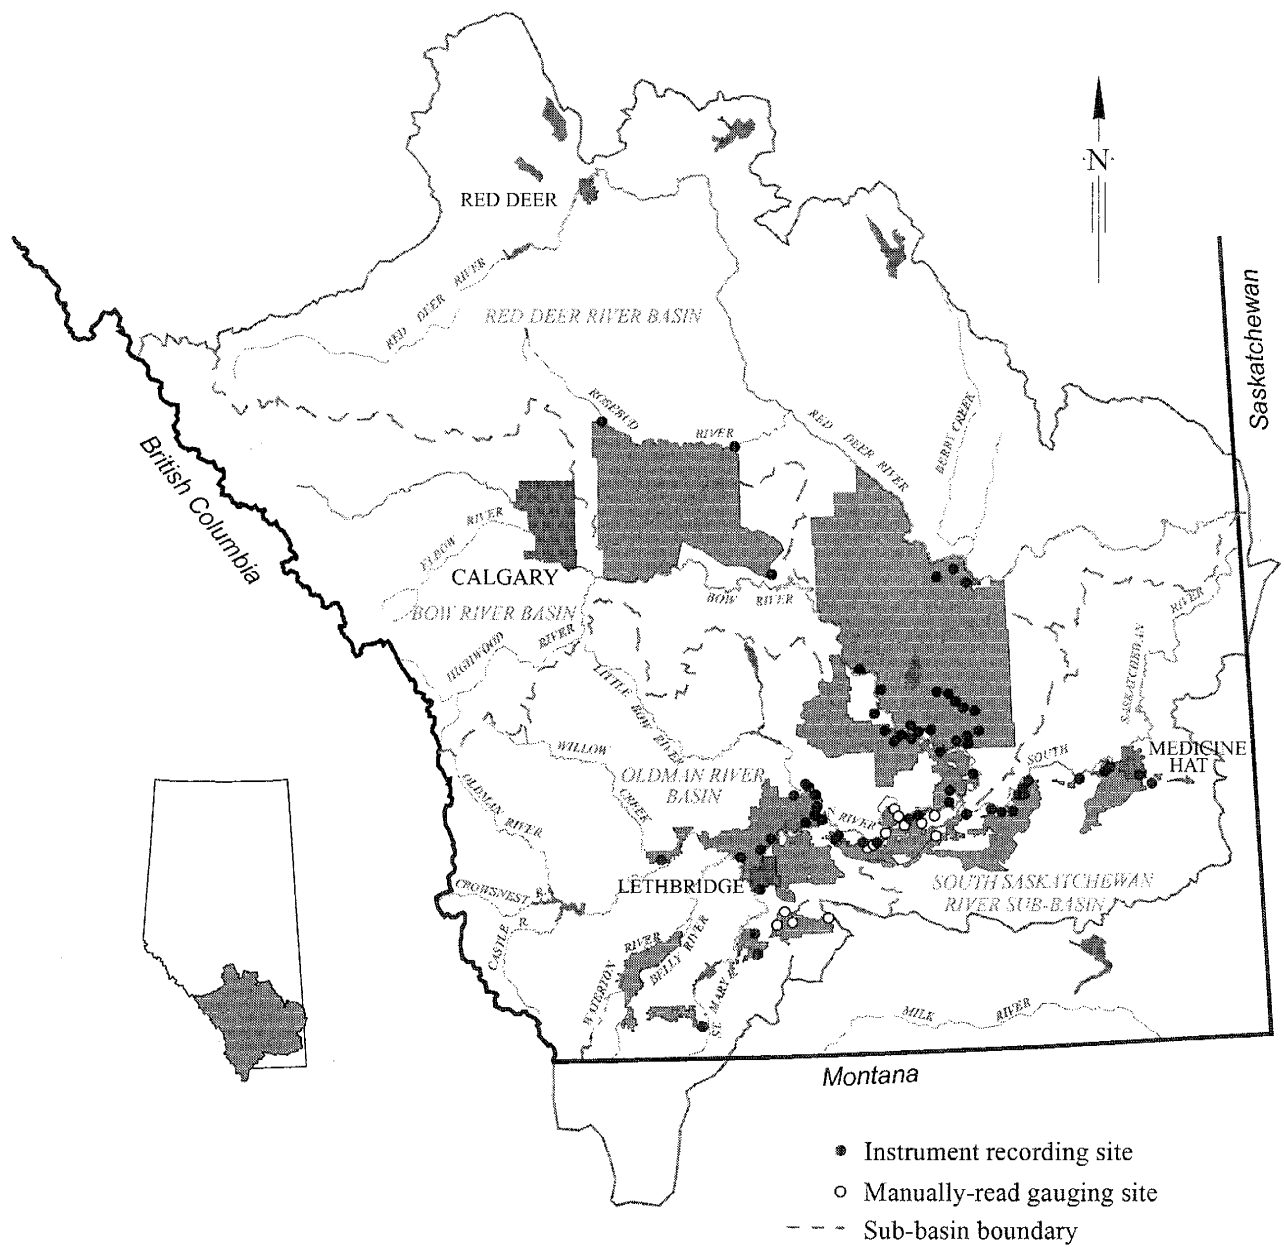 N
RED DEER
RED DEER RIVER
RED DEER RIVER BASIN
Saskatchewan
ROSEBUD
RIVER
RED DEER RIVER
BERRY CREEK
British Columbia
ELBOW RIVER
CALGARY
BOW RIVER BASIN
BOW RIVER
RIVER
SASKATCHEWAN
SOUTH
HIGHWOOD RIVER
LITTLE BOW RIVER
WILLOW
CREEK
MEDICINE
HAT
OLDMAN RIVER
BASIN
OLDMAN RIVER
RIVER
LETHBRIDGE
SOUTH SASKATCHEWAN
RIVER SUB-BASIN
CROWSNEST R.
CASTLE R.
WATERTON
RIVER
BELLY RIVER
ST. MARY R.
MILK RIVER
Montana
Instrument recording site
Manually-read gauging site
Sub-basin boundary